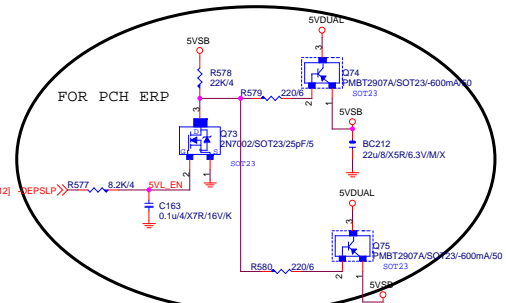 5VDUAL
5VSB
3
R578
22K/4
Q74
PMBT2907A/SOT23/-600mA/50
SOT23
FOR PCH ERP
R579
220/6
2
1
3
5VSB
D
Q73
2N7002/SOT23/25pF/5
G
S
SOT23
BC212
22u/8/X5R/6.3V/M/X
2
1
12]
-DEPSLP
R577
8.2K/4
5VL_EN
5VDUAL
C163
0.1u/4/X7R/16V/K
3
Q75
PMBT2907A/SOT23/-600mA/50
SOT23
R580
220/6
2
1
5VSB